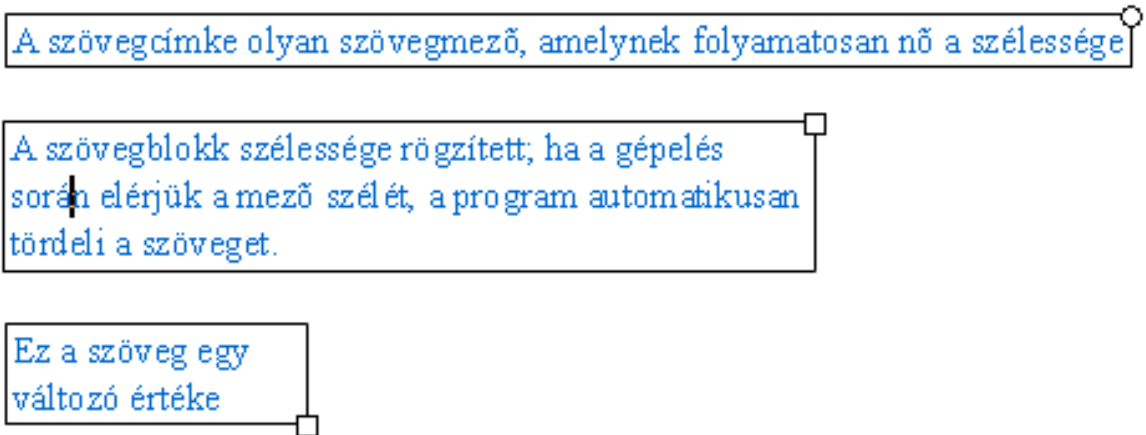 A szövegcímke olyan szövegmezõ, amelynek folyamatosan nõ a szélessége
A szövegblokk szélessége rögzített; ha a gépelés
során elérjük a mezõ szélét, a program automatikusan
tördeli a szöveget.
Ez a szöveg egy
változó értéke